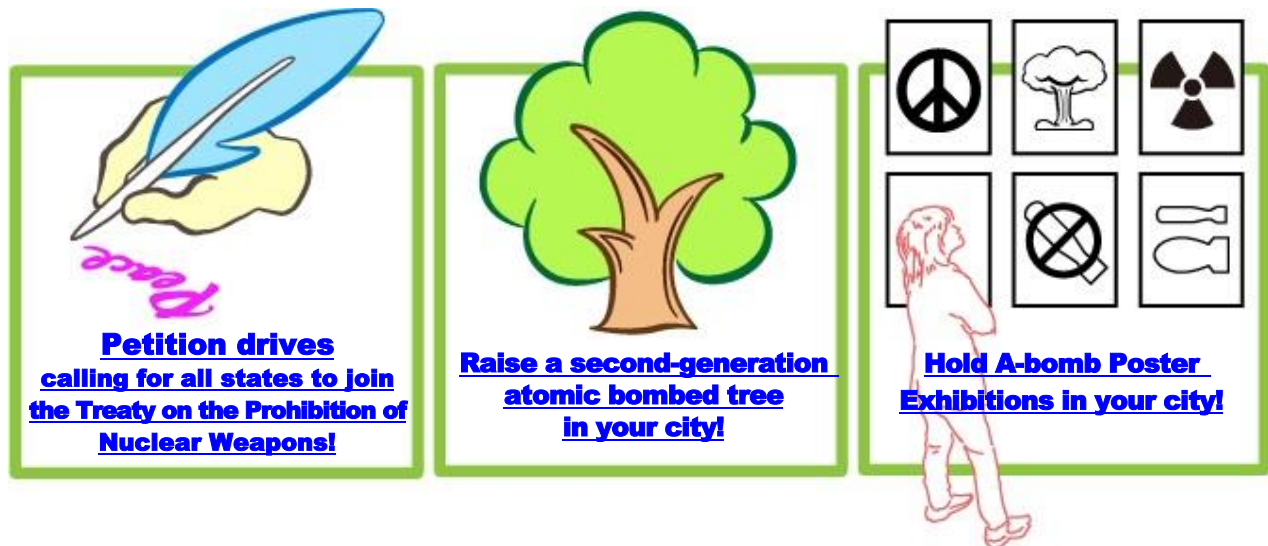 Peace
Petition drives
calling for all states to join
the Treaty on the Prohibition of
Nuclear Weapons!
Raise a second-generation
atomic bombed tree
in your city!
Hold A-bomb Poster
Exhibitions in your city!